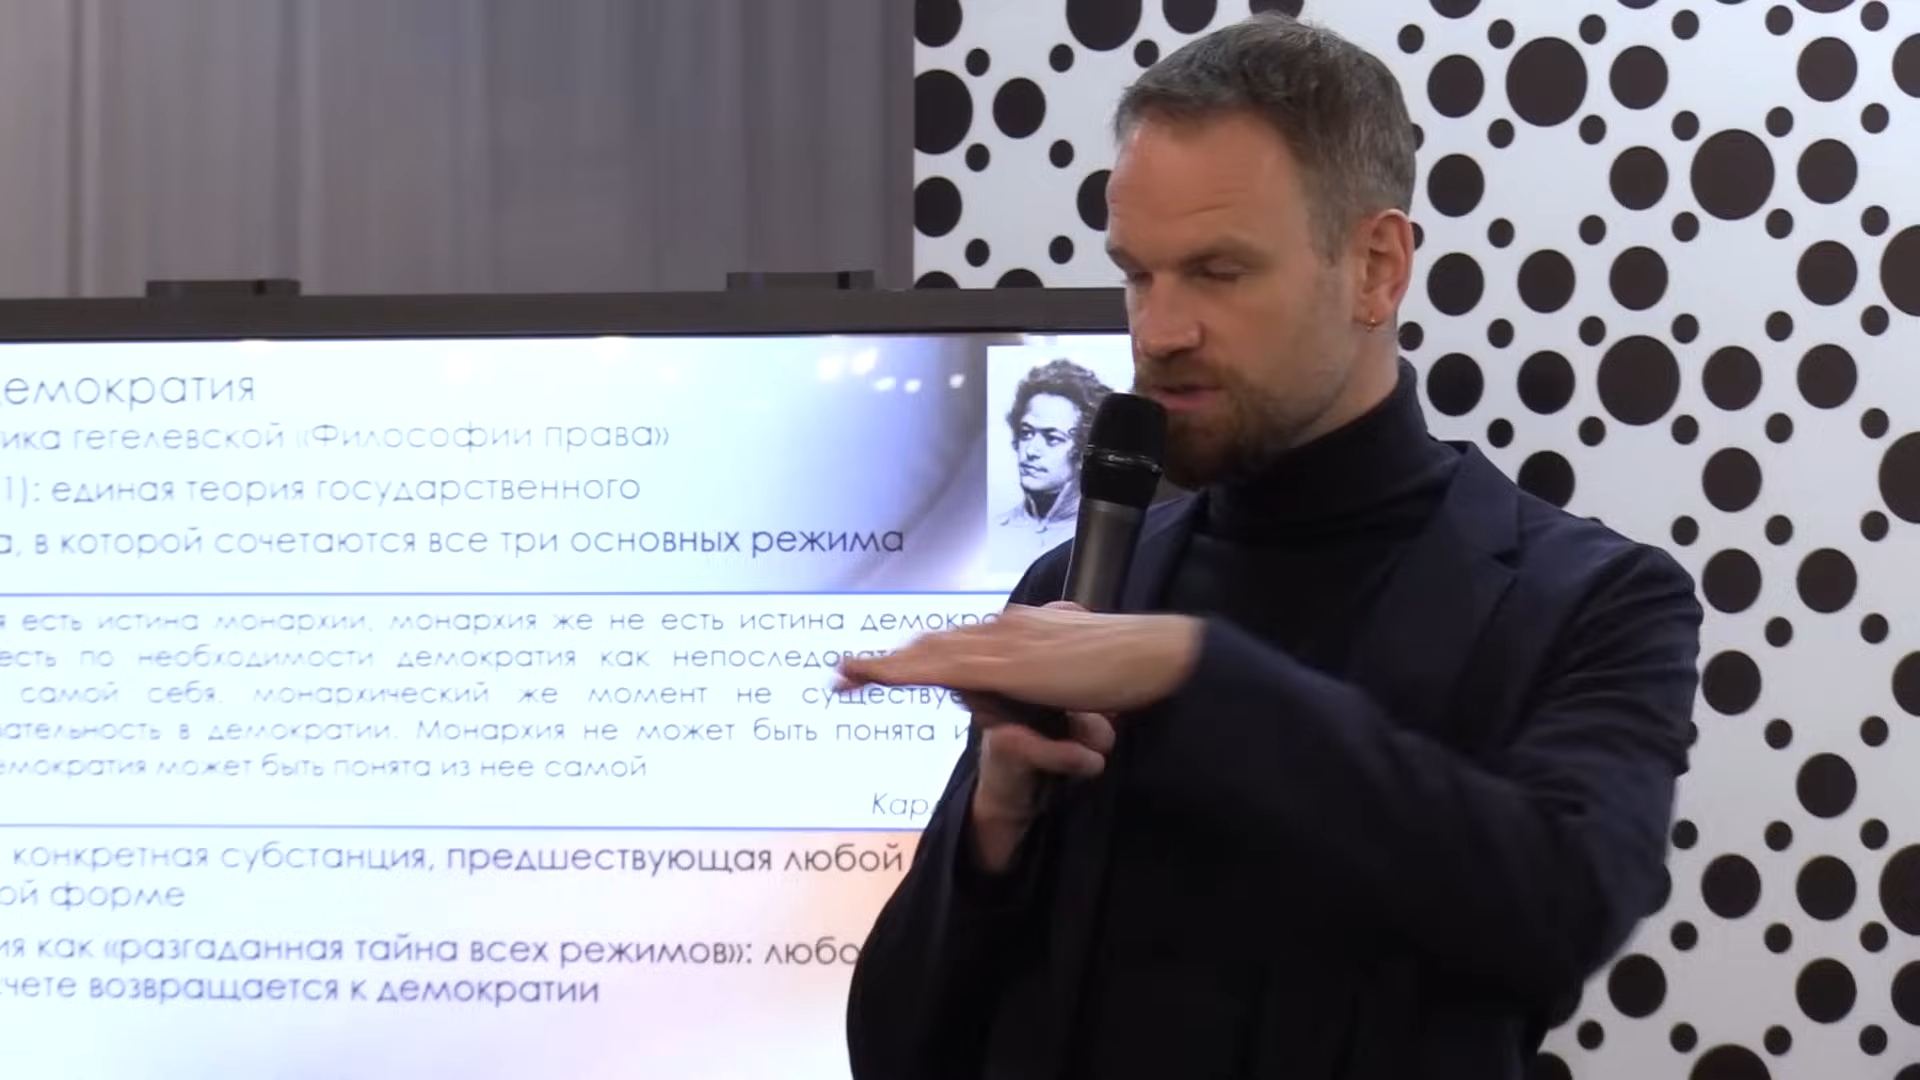 емократия
ика гегелевской «Философии права»
1): единая теория государственного
а, в которой сочетаются все три основных режима
я есть истина монархии, монархия же не есть истина демокра
есть по необходимости демократия как непоследоват
самой себя, монархический же момент не существуе
ательность в демократии. Монархия не может быть понята и
емократия может быть понята из нее самой
Кар
конкретная субстанция, предшествующая любой
ой форме
ия как «разгаданная тайна всех режимов»: любо
счете возвращается к демократии